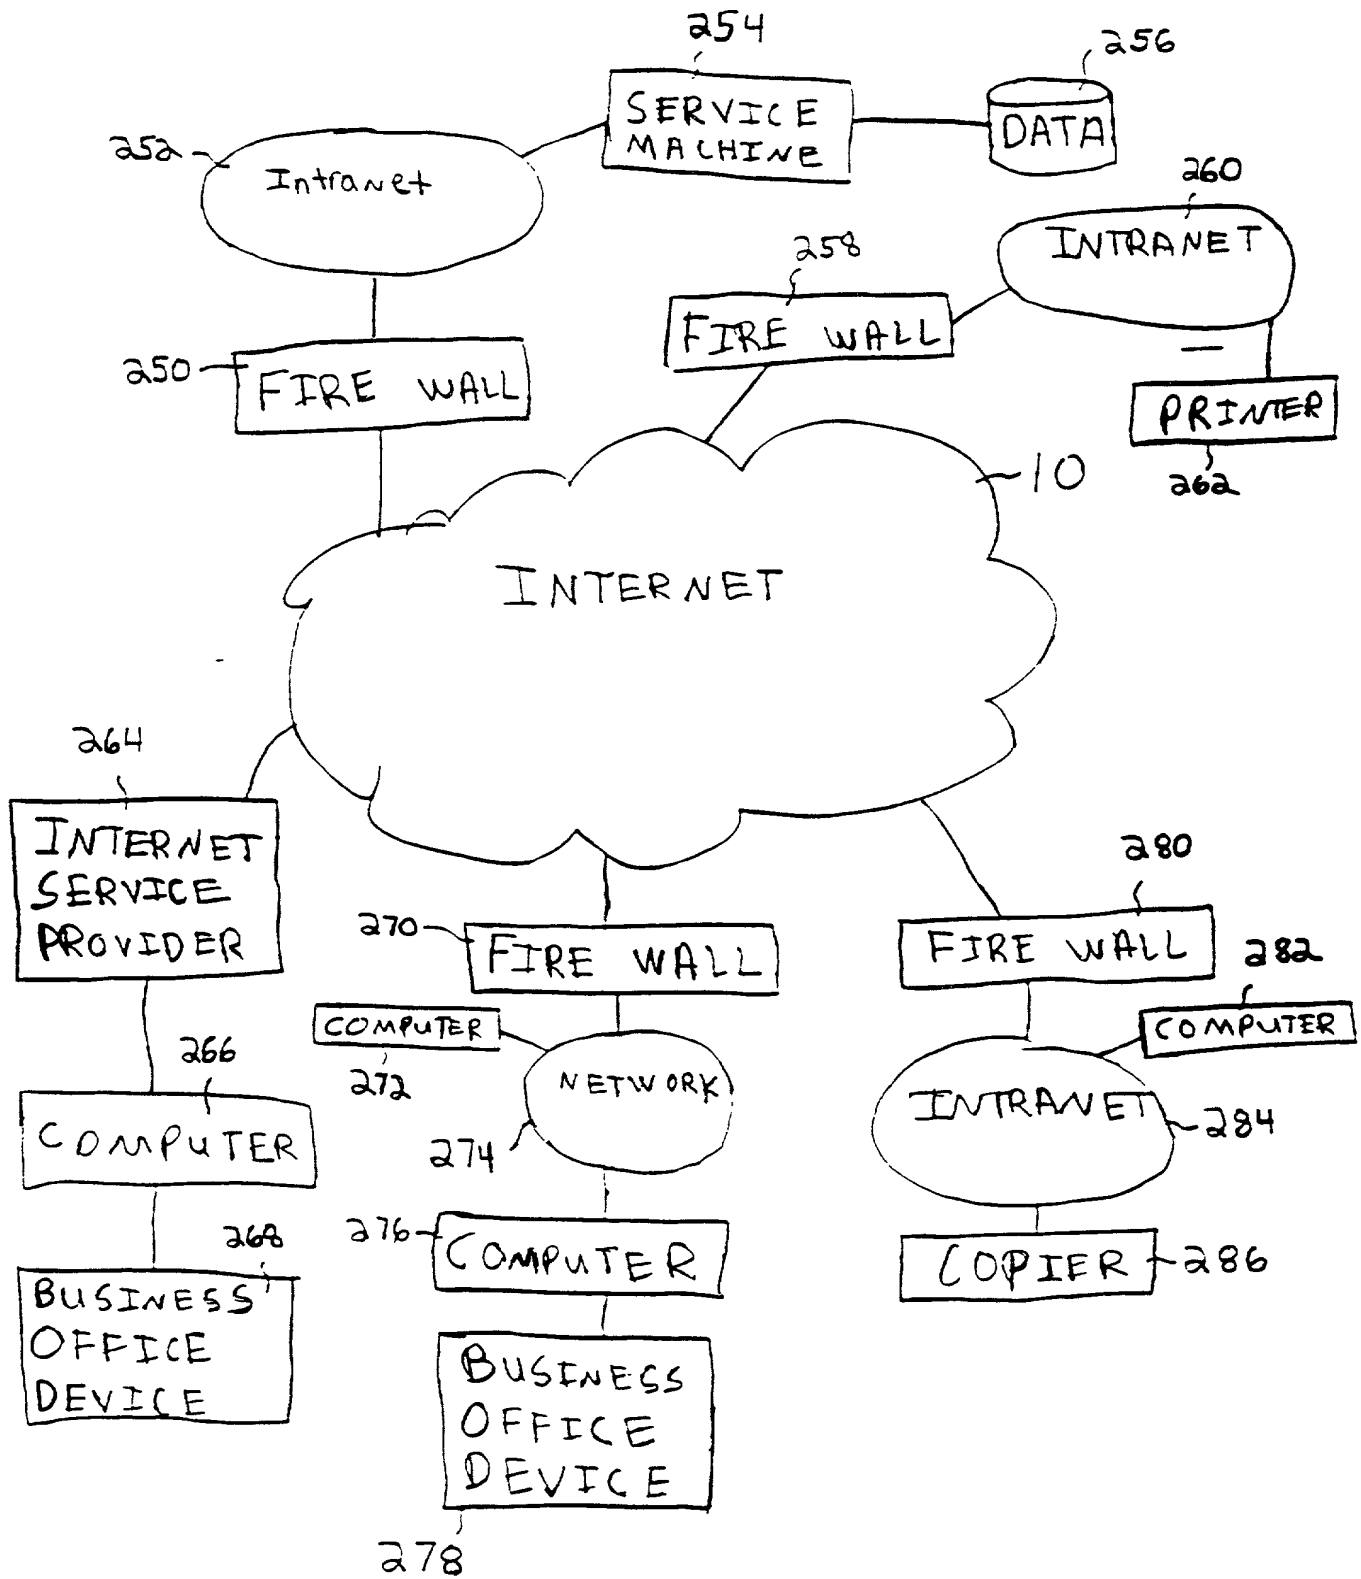 254
256
SERVICE
MACHINE
DATA
252
Intranet
260
INTRANET
258
FIRE WALL
250
FIRE WALL
PRINTER
262
10
INTERNET
264
INTERNET
SERVICE
PROVIDER
270
FIRE WALL
280
FIRE WALL
282
COMPUTER
COMPUTER
272
266
NETWORK
274
INTRANET
284
COMPUTER
276
COMPUTER
COPIER
286
268
BUSINESS
OFFICE
DEVICE
BUSINESS
OFFICE
DEVICE
278